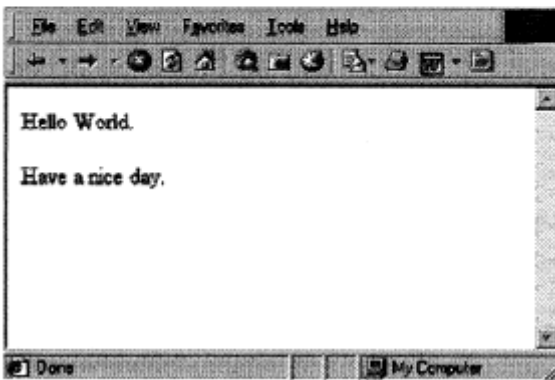 File Edit View Favorites Tools Help
Hello World.
Have a nice day.
Done My Computer